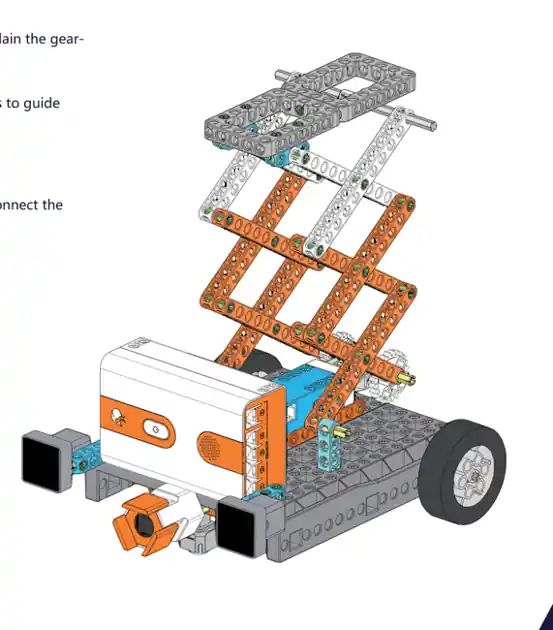 lain the gear-
s to guide
onnect the